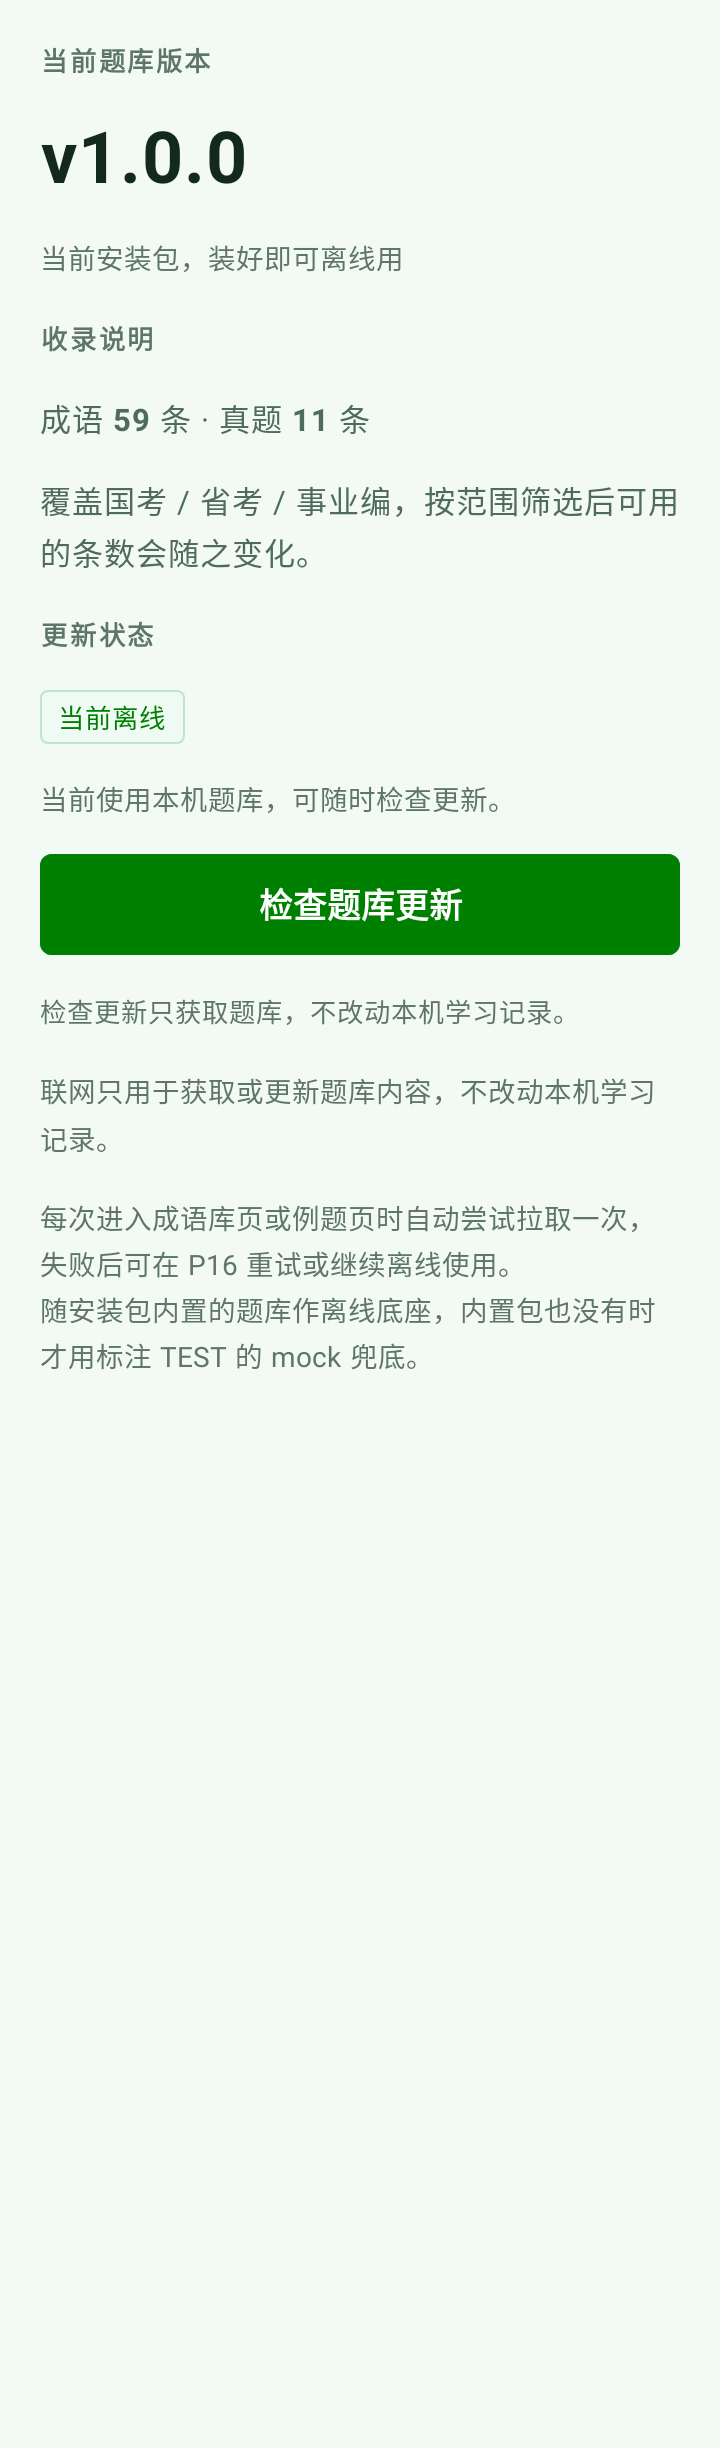 当前题库版本
v1.0.0
当前安装包，装好即可离线用
收录说明
成语 59 条 · 真题 11 条
覆盖国考 / 省考 / 事业编，按范围筛选后可用
的条数会随之变化。
更新状态
当前离线
当前使用本机题库，可随时检查更新。
检查题库更新
检查更新只获取题库，不改动本机学习记录。
联网只用于获取或更新题库内容，不改动本机学习
记录。
每次进入成语库页或例题页时自动尝试拉取一次，
失败后可在 P16 重试或继续离线使用。
随安装包内置的题库作离线底座，内置包也没有时
才用标注 TEST 的 mock 兜底。